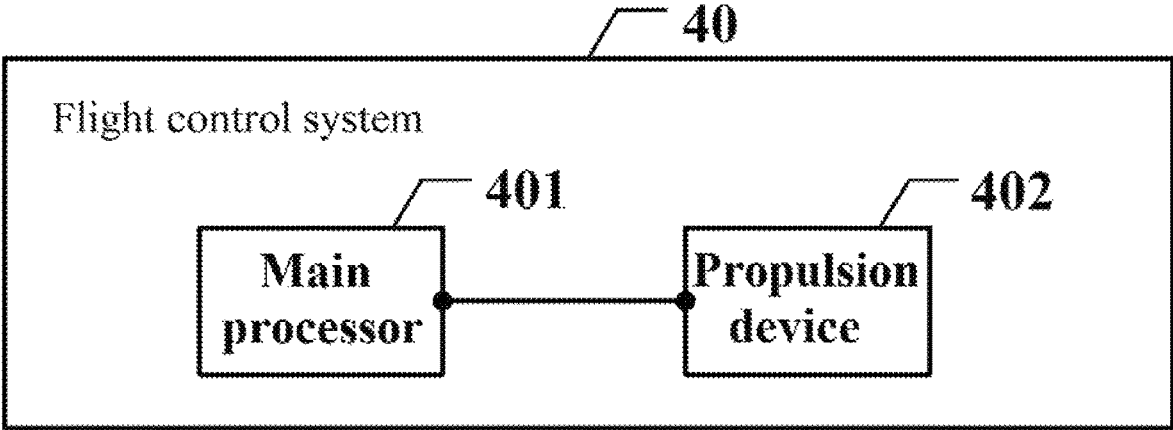 40
Flight control system
401
402
Main
processor
Propulsion
device